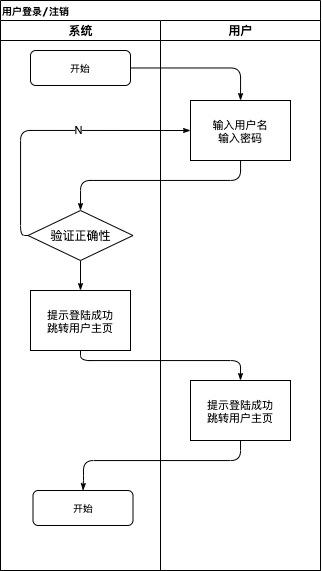 用户登录/注销
系统
用户
开始
输入用户名
输入密码
N
验证正确性
提示登陆成功
跳转用户主页
提示登陆成功
跳转用户主页
开始